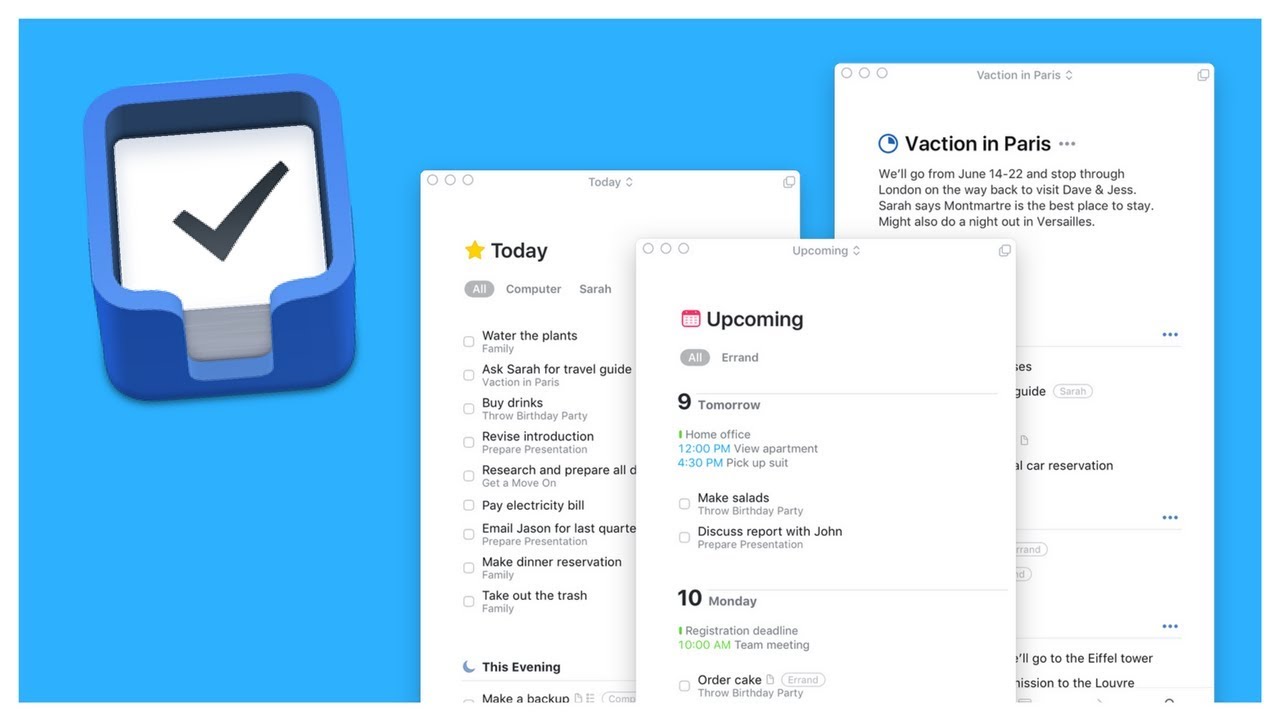 Today
Today
All Computer Sarah
Water the plants
Family
Ask Sarah for travel guide
Vaction in Paris
Buy drinks
Throw Birthday Party
Revise introduction
Prepare Presentation
Research and prepare all d
Get a Move On
Pay electricity bill
Email Jason for last quarte
Prepare Presentation
Make dinner reservation
Family
Take out the trash
Family
This Evening
Make a backup Comp
Upcoming
Upcoming
All Errand
9 Tomorrow
Home office
12:00 PM View apartment
4:30 PM Pick up suit
Make salads
Throw Birthday Party
Discuss report with John
Prepare Presentation
10 Monday
Registration deadline
10:00 AM Team meeting
Order cake Errand
Throw Birthday Party
Vaction in Paris
Vaction in Paris •••
We’ll go from June 14-22 and stop through
London on the way back to visit Dave & Jess.
Sarah says Montmartre is the best place to stay.
Might also do a night out in Versailles.
ses
guide Sarah
al car reservation
rrand
nd
e’ll go to the Eiffel tower
mission to the Louvre